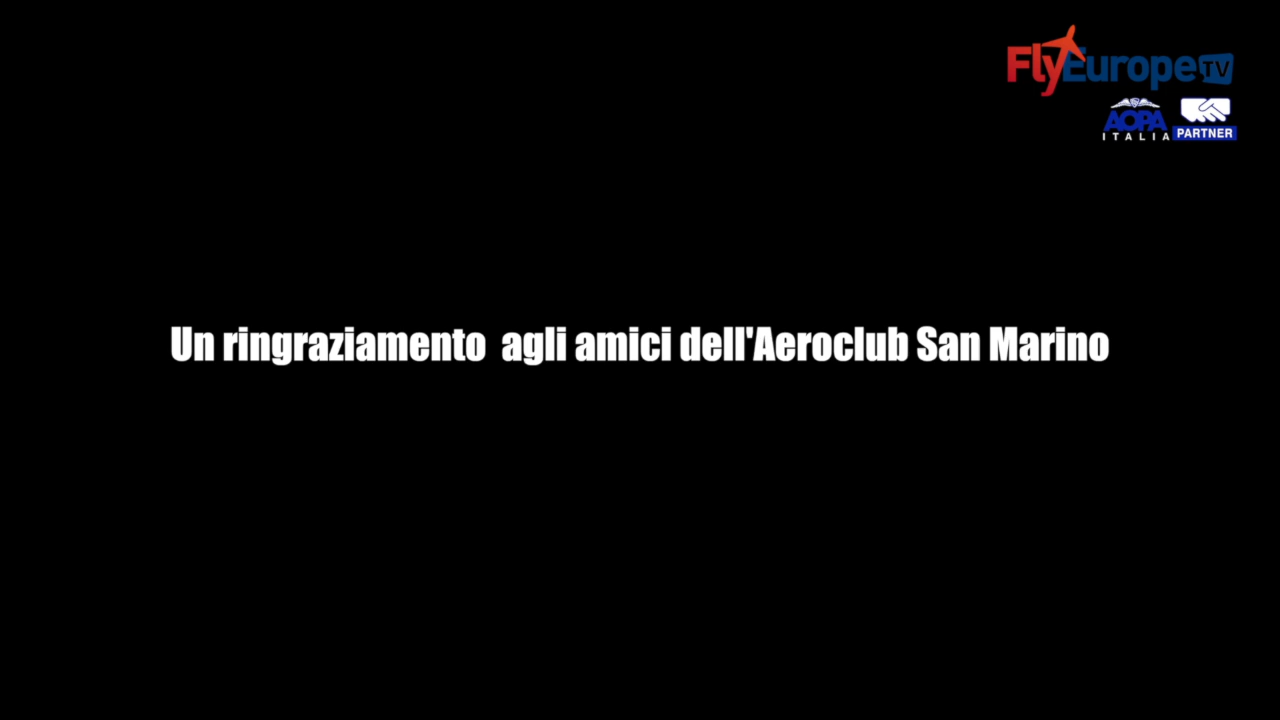 FlyEurope TV
AOPA
ITALIA
PARTNER
Un ringraziamento  agli amici dell'Aeroclub San Marino